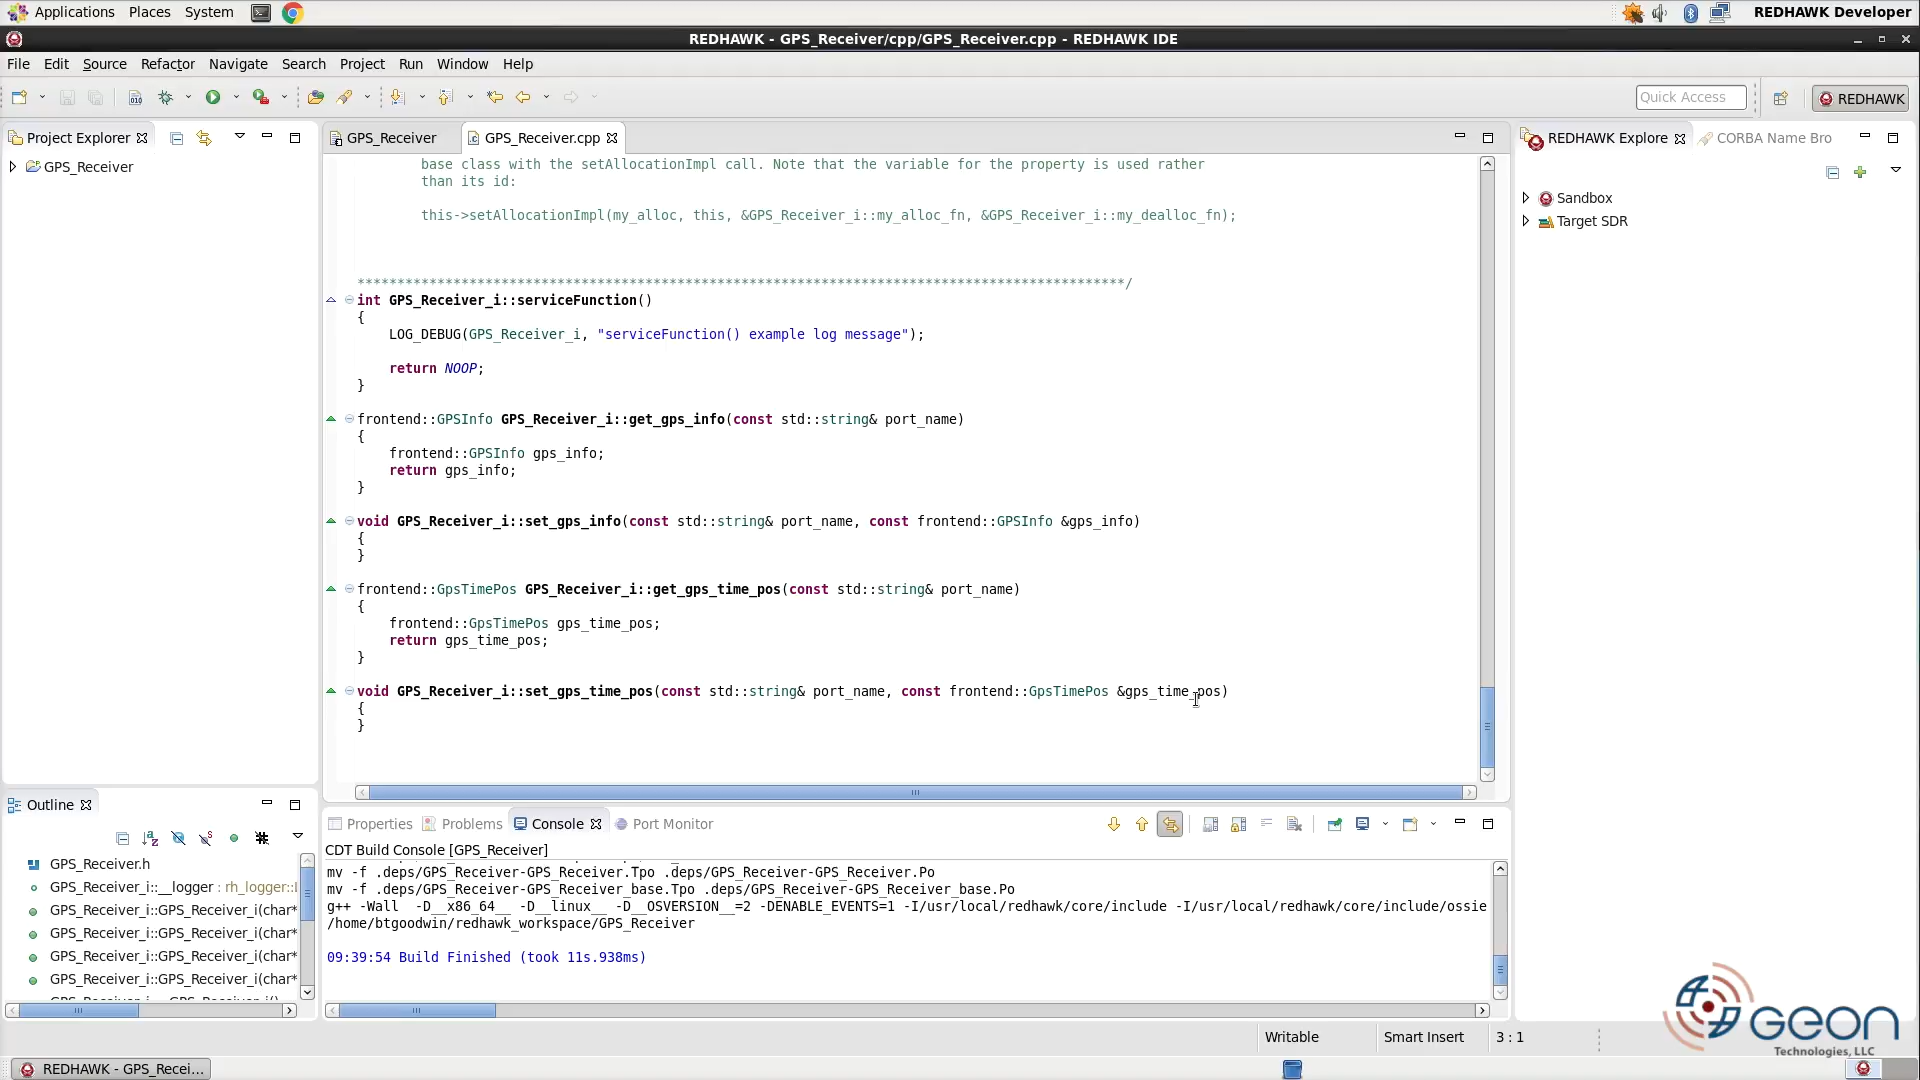 Applications Places System
REDHAWK Developer
REDHAWK - GPS_Receiver/cpp/GPS_Receiver.cpp - REDHAWK IDE
File Edit Source Refactor Navigate Search Project Run Window Help
Quick Access
REDHAWK
Project Explorer
GPS_Receiver
GPS_Receiver
GPS_Receiver.cpp
base class with the setAllocationImpl call. Note that the variable for the property is used rather
than its id:
this->setAllocationImpl(my_alloc, this, &GPS_Receiver_i::my_alloc_fn, &GPS_Receiver_i::my_dealloc_fn);
************************************************************************************************/
int GPS_Receiver_i::serviceFunction()
{
LOG_DEBUG(GPS_Receiver_i, "serviceFunction() example log message");
return NOOP;
}
frontend::GPSInfo GPS_Receiver_i::get_gps_info(const std::string& port_name)
{
frontend::GPSInfo gps_info;
return gps_info;
}
void GPS_Receiver_i::set_gps_info(const std::string& port_name, const frontend::GPSInfo &gps_info)
{
}
frontend::GpsTimePos GPS_Receiver_i::get_gps_time_pos(const std::string& port_name)
{
frontend::GpsTimePos gps_time_pos;
return gps_time_pos;
}
void GPS_Receiver_i::set_gps_time_pos(const std::string& port_name, const frontend::GpsTimePos &gps_time_pos)
{
}
REDHAWK Explore
CORBA Name Bro
Sandbox
Target SDR
Outline
GPS_Receiver.h
GPS_Receiver_i::__logger : rh_logger::L
GPS_Receiver_i::GPS_Receiver_i(char*
GPS_Receiver_i::GPS_Receiver_i(char*
GPS_Receiver_i::GPS_Receiver_i(char*
GPS_Receiver_i::GPS_Receiver_i(char*
Properties
Problems
Console
Port Monitor
CDT Build Console [GPS_Receiver]
mv -f .deps/GPS_Receiver-GPS_Receiver.Tpo .deps/GPS_Receiver-GPS_Receiver.Po
mv -f .deps/GPS_Receiver-GPS_Receiver_base.Tpo .deps/GPS_Receiver-GPS_Receiver_base.Po
g++ -Wall -D__x86_64__ -D__linux__ -D__OSVERSION__=2 -DENABLE_EVENTS=1 -I/usr/local/redhawk/core/include -I/usr/local/redhawk/core/include/ossie
/home/btgoodwin/redhawk_workspace/GPS_Receiver
09:39:54 Build Finished (took 11s.938ms)
Writable
Smart Insert
3 : 1
GEON
Technologies, LLC
REDHAWK - GPS_Recei...